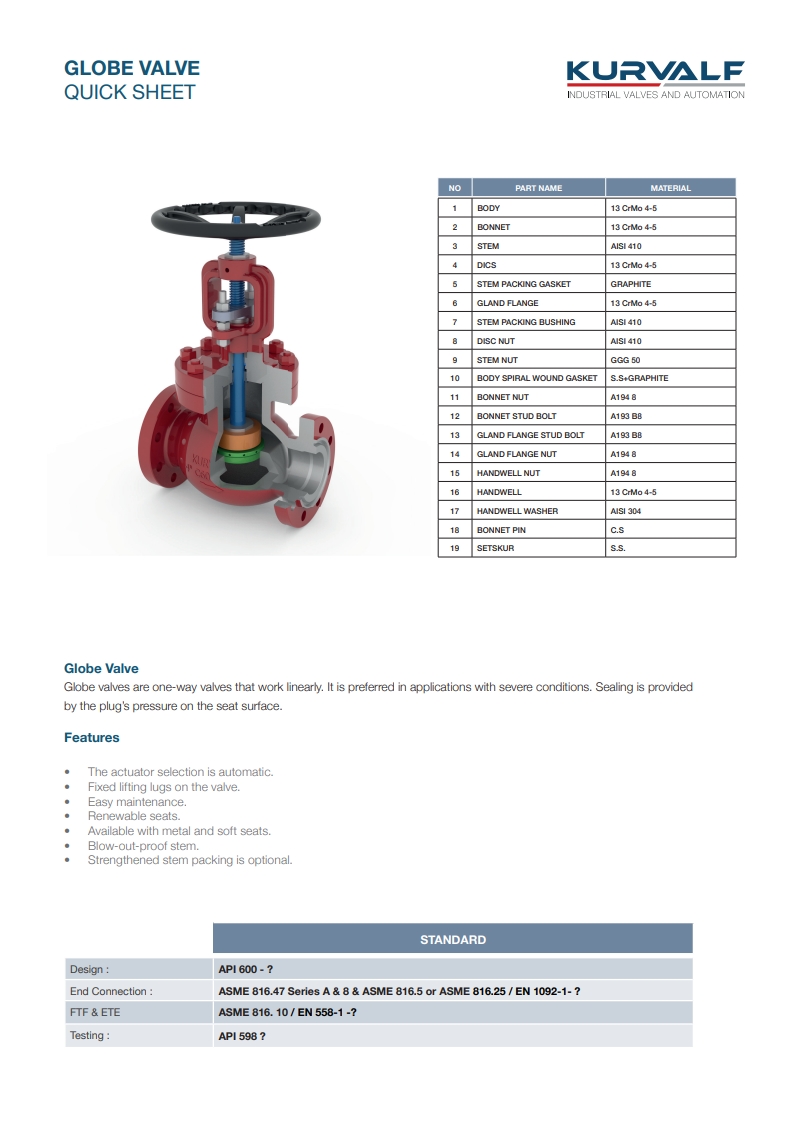 GLOBE VALVE
QUICK SHEET
KURVALF
INDUSTRIAL VALVES AND AUTOMATION
NO PART NAME MATERIAL
1 BODY 13 CrMo 4-5
2 BONNET 13 CrMo 4-5
3 STEM AISI 410
4 DICS 13 CrMo 4-5
5 STEM PACKING GASKET GRAPHITE
6 GLAND FLANGE 13 CrMo 4-5
7 STEM PACKING BUSHING AISI 410
8 DISC NUT AISI 410
9 STEM NUT GGG 50
10 BODY SPIRAL WOUND GASKET S.S+GRAPHITE
11 BONNET NUT A194 8
12 BONNET STUD BOLT A193 B8
13 GLAND FLANGE STUD BOLT A193 B8
14 GLAND FLANGE NUT A194 8
15 HANDWELL NUT A194 8
16 HANDWELL 13 CrMo 4-5
17 HANDWELL WASHER AISI 304
18 BONNET PIN C.S
19 SETSKUR S.S.
Globe Valve
Globe valves are one-way valves that work linearly. It is preferred in applications with severe conditions. Sealing is provided
by the plug's pressure on the seat surface.
Features
• The actuator selection is automatic.
• Fixed lifting lugs on the valve.
• Easy maintenance.
• Renewable seats.
• Available with metal and soft seats.
• Blow-out-proof stem.
• Strengthened stem packing is optional.
STANDARD
Design : API 600 - ?
End Connection : ASME 816.47 Series A & 8 & ASME 816.5 or ASME 816.25 / EN 1092-1- ?
FTF & ETE ASME 816. 10 / EN 558-1 -?
Testing : API 598 ?